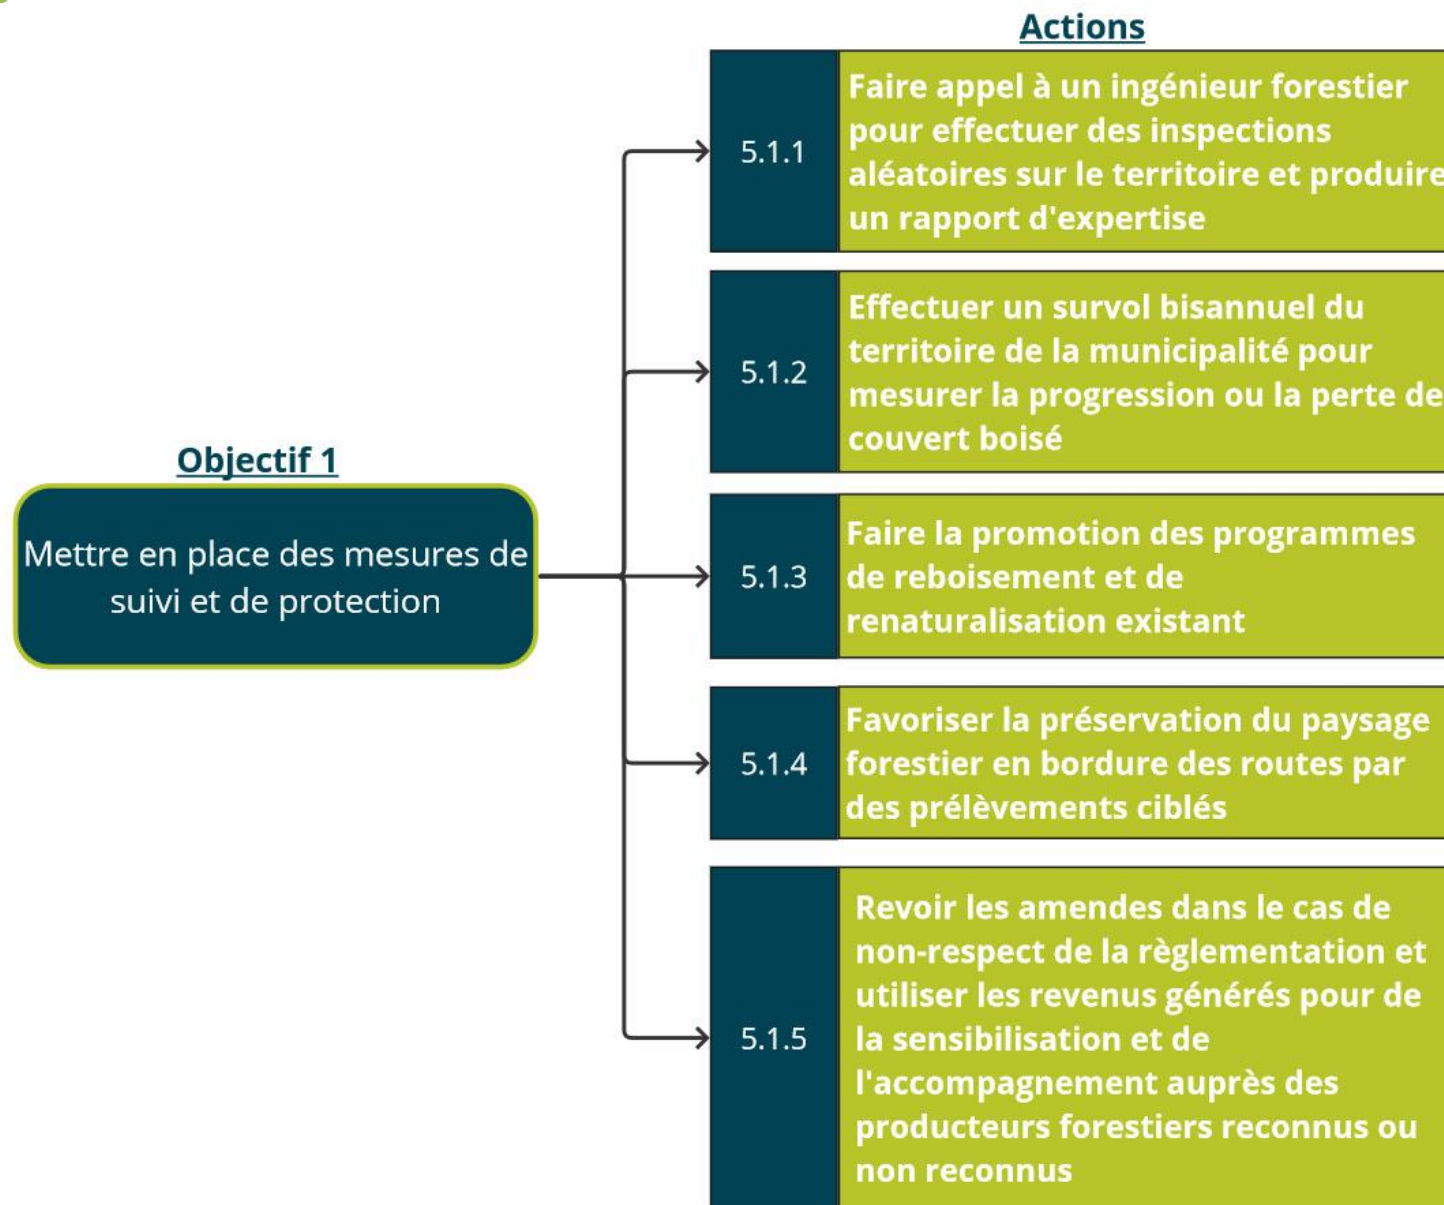 Actions
5.1.1
Faire appel à un ingénieur forestier
pour effectuer des inspections
aléatoires sur le territoire et produire
un rapport d'expertise
5.1.2
Effectuer un survol bisannuel du
territoire de la municipalité pour
mesurer la progression ou la perte de
couvert boisé
Objectif 1
Mettre en place des mesures de
suivi et de protection
5.1.3
Faire la promotion des programmes
de reboisement et de
renaturalisation existant
5.1.4
Favoriser la préservation du paysage
forestier en bordure des routes par
des prélèvements ciblés
5.1.5
Revoir les amendes dans le cas de
non-respect de la règlementation et
utiliser les revenus générés pour de
la sensibilisation et de
l'accompagnement auprès des
producteurs forestiers reconnus ou
non reconnus